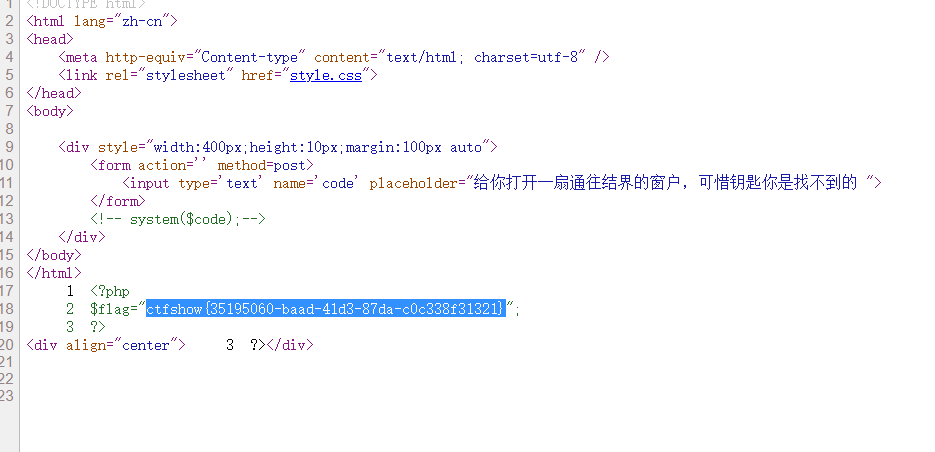 1 <!DOCTYPE html>
2 <html lang="zh-cn">
3 <head>
4 <meta http-equiv="Content-type" content="text/html; charset=utf-8" />
5 <link rel="stylesheet" href="style.css">
6 </head>
7 <body>
8
9 <div style="width:400px;height:10px;margin:100px auto">
10 <form action='' method=post>
11 <input type='text' name='code' placeholder="给你打开一扇通往结界的窗户，可惜钥匙你是找不到的 ">
12 </form>
13 <!-- system($code);-->
14 </div>
15 </body>
16 </html>
17 1 <?php
18 2 $flag="ctfshow{35195060-baad-41d3-87da-c0c338f31321}";
19 3 ?>
20 <div align="center"> 3 ?></div>
21
22
23